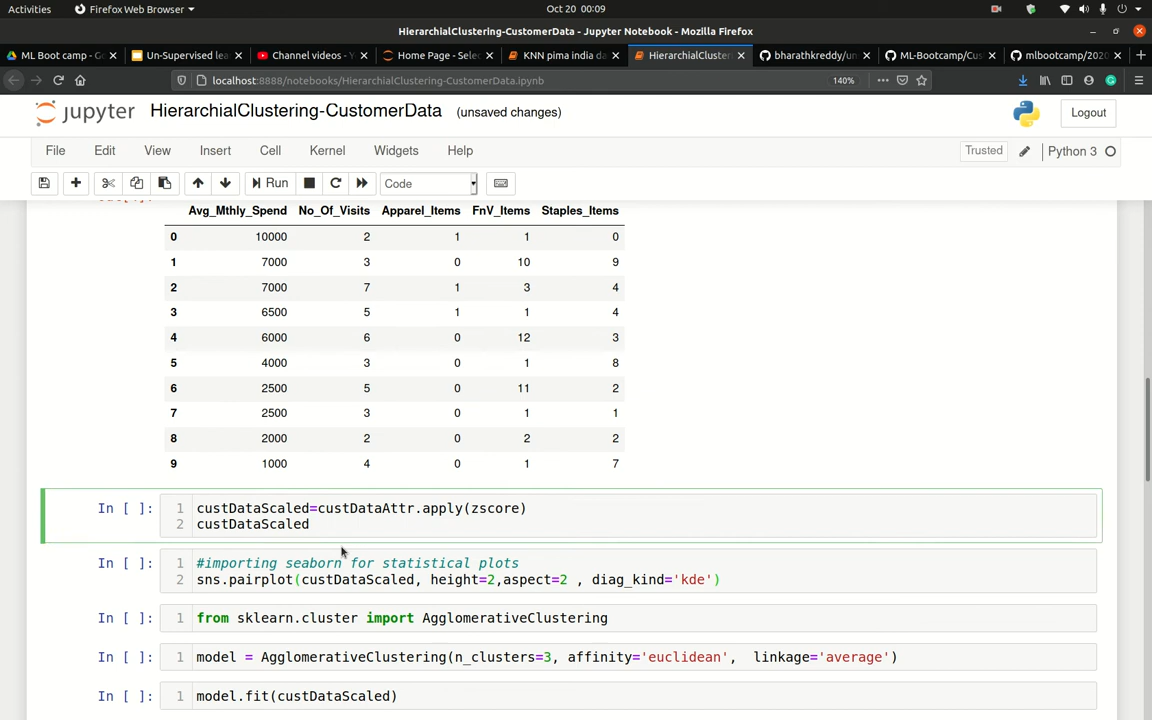 Activities Firefox Web Browser Oct 20 00:09
HierarchialClustering-CustomerData - Jupyter Notebook - Mozilla Firefox
ML Boot camp - G Un-Supervised lea Channel videos - Y Home Page - Selec KNN pima india da HierarchialClusterin bharathkreddy/un ML-Bootcamp/Cus mlbootcamp/2020
localhost:8888/notebooks/HierarchialClustering-CustomerData.ipynb 140%
jupyter HierarchialClustering-CustomerData (unsaved changes) Logout
File Edit View Insert Cell Kernel Widgets Help Trusted Python 3
Run Code
Avg_Mthly_Spend No_Of_Visits Apparel_Items FnV_Items Staples_Items
0 10000 2 1 1 0
1 7000 3 0 10 9
2 7000 7 1 3 4
3 6500 5 1 1 4
4 6000 6 0 12 3
5 4000 3 0 1 8
6 2500 5 0 11 2
7 2500 3 0 1 1
8 2000 2 0 2 2
9 1000 4 0 1 7
In [ ]: 1 custDataScaled=custDataAttr.apply(zscore)
2 custDataScaled
In [ ]: 1 #importing seaborn for statistical plots
2 sns.pairplot(custDataScaled, height=2,aspect=2 , diag_kind='kde')
In [ ]: 1 from sklearn.cluster import AgglomerativeClustering
In [ ]: 1 model = AgglomerativeClustering(n_clusters=3, affinity='euclidean', linkage='average')
In [ ]: 1 model.fit(custDataScaled)